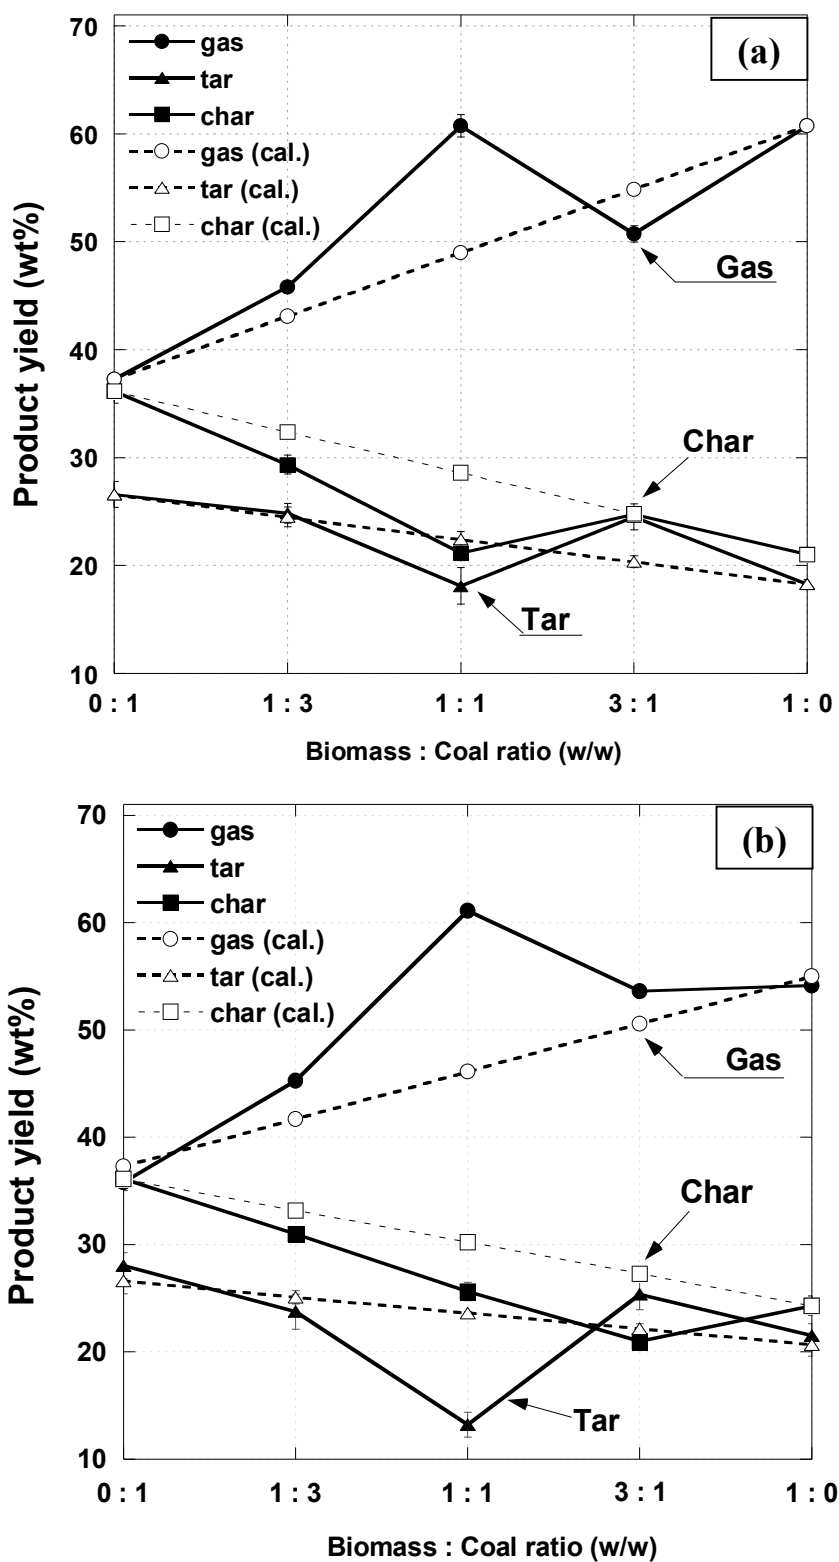 (a)
gas
tar
char
gas (cal.)
tar (cal.)
char (cal.)
70
60
50
40
30
20
10
Product yield (wt%)
Gas
Char
Tar
0 : 1
1 : 3
1 : 1
3 : 1
1 : 0
Biomass : Coal ratio (w/w)
(b)
gas
tar
char
gas (cal.)
tar (cal.)
char (cal.)
70
60
50
40
30
20
10
Product yield (wt%)
Gas
Char
Tar
0 : 1
1 : 3
1 : 1
3 : 1
1 : 0
Biomass : Coal ratio (w/w)